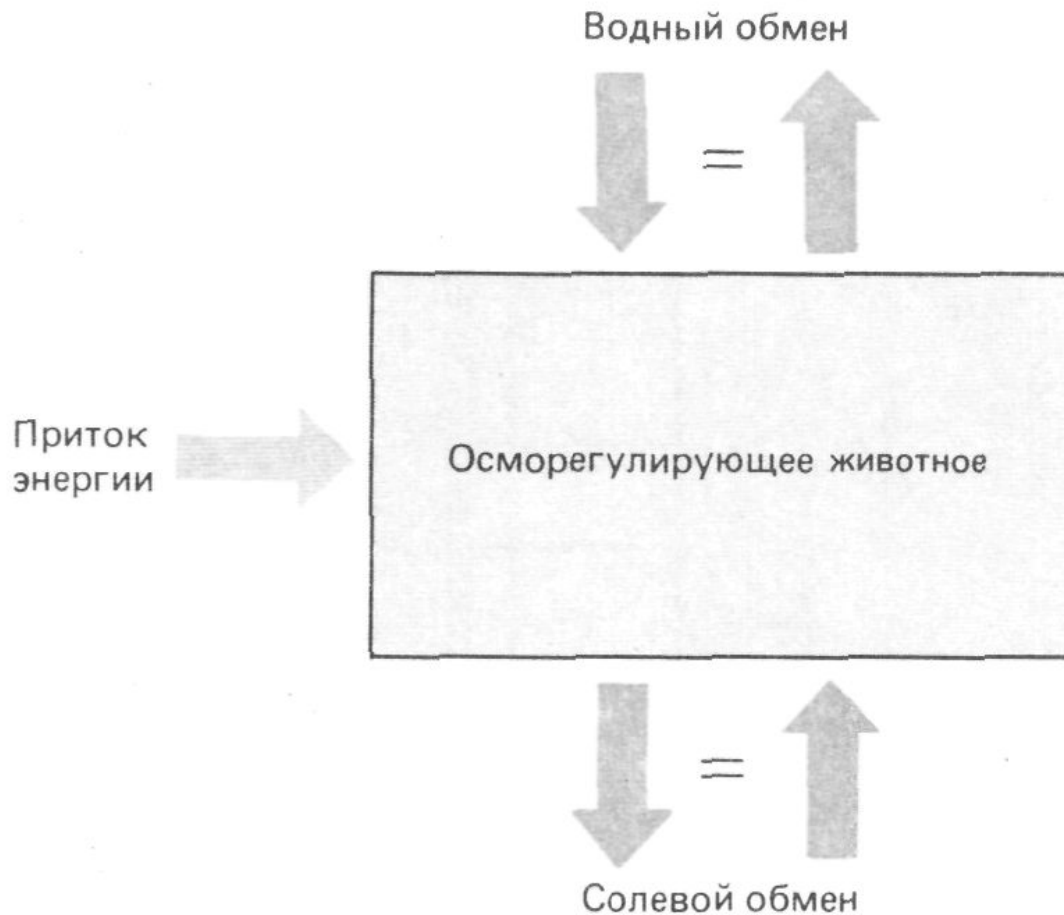 Водный обмен
=
Приток
энергии
Осморегулирующее животное
=
Солевой обмен